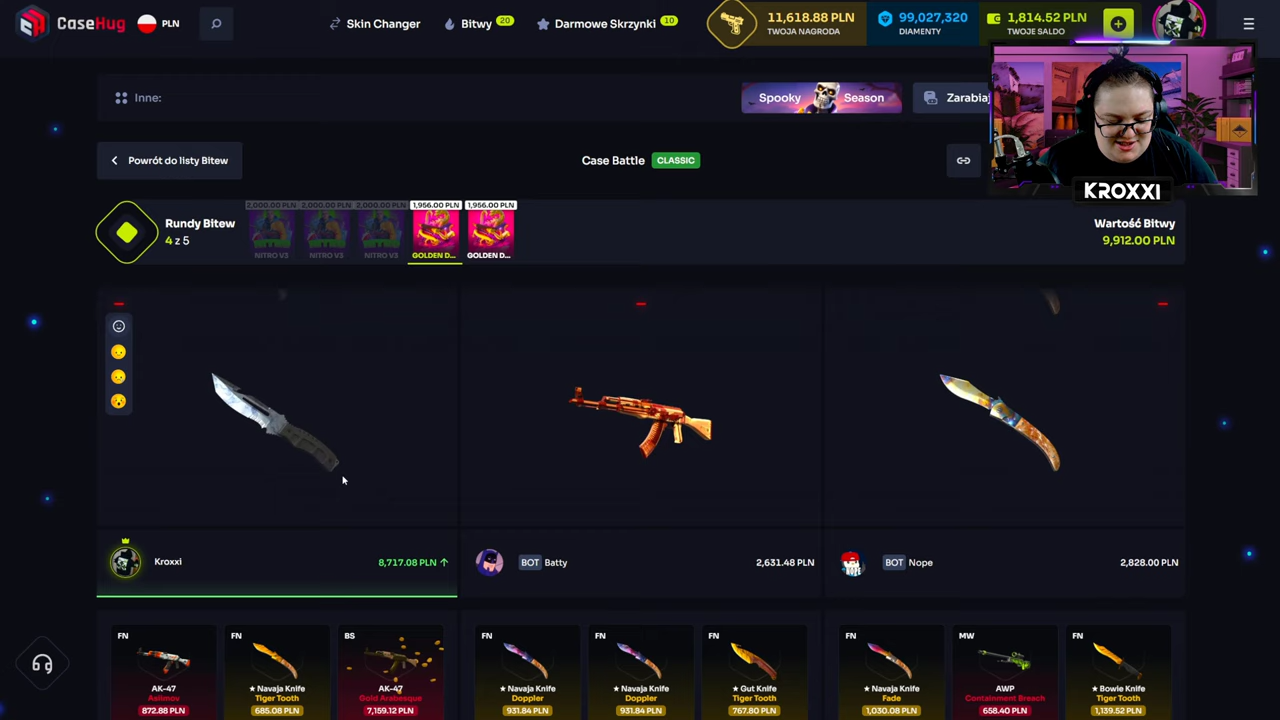 CASEHUG PLN Skin Changer Bitwy 20 Darmowe Skrzynki 10 11,618.88 PLN TWOJA NAGRODA 99,027,320 DIAMENTY 1,814.52 PLN TWOJE SALDO
Inne: Spooky Season Zarabiaj
KROXXI
Powrót do listy Bitew Case Battle CLASSIC
Rundy Bitew
4 z 5
2,000.00 PLN 2,000.00 PLN 2,000.00 PLN 1,956.00 PLN 1,956.00 PLN
NITRO V3 NITRO V3 NITRO V3 GOLDEN D... GOLDEN D...
Wartość Bitwy
9,912.00 PLN
Kroxxi 8,717.08 PLN
BOT Batty 2,631.48 PLN
BOT Nope 2,828.00 PLN
FN
AK-47
Asiimov
872.88 PLN
FN
★ Navaja Knife
Tiger Tooth
685.08 PLN
BS
AK-47
Gold Arabesque
7,159.12 PLN
FN
★ Navaja Knife
Doppler
931.84 PLN
FN
★ Navaja Knife
Doppler
931.84 PLN
FN
★ Gut Knife
Tiger Tooth
767.80 PLN
FN
★ Navaja Knife
Fade
1,030.08 PLN
MW
AWP
Containment Breach
658.40 PLN
FN
★ Bowie Knife
Tiger Tooth
1,139.52 PLN